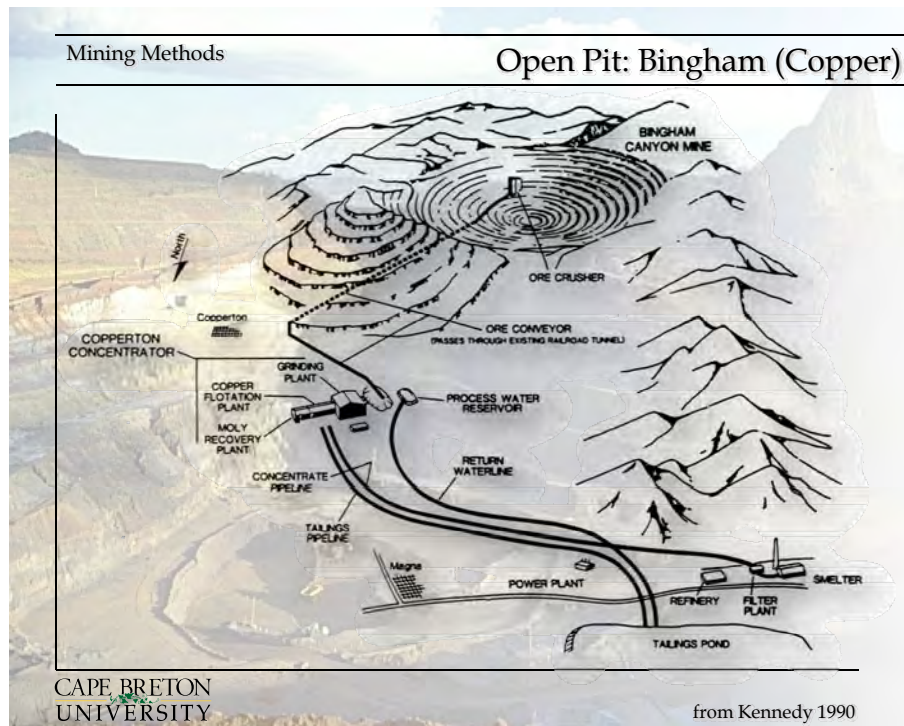 Mining Methods
Open Pit: Bingham (Copper)
BINGHAM
CANYON MINE
North
ORE CRUSHER
Copperton
ORE CONVEYOR
(PASSES THROUGH EXISTING RAILROAD TUNNEL)
COPPERTON
CONCENTRATOR
GRINDING
PLANT
COPPER
FLOTATION
PLANT
PROCESS WATER
RESERVOIR
MOLY
RECOVERY
PLANT
RETURN
WATERLINE
CONCENTRATE
PIPELINE
TAILINGS
PIPELINE
Magna
POWER PLANT
SMELTER
REFINERY
FILTER
PLANT
TAILINGS POND
CAPE BRETON
UNIVERSITY
from Kennedy 1990